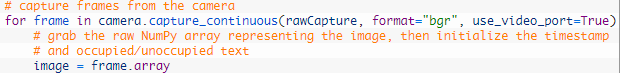 # capture frames from the camera
for frame in camera.capture_continuous(rawCapture, format="bgr", use_video_port=True)
# grab the raw NumPy array representing the image, then initialize the timestamp
# and occupied/unoccupied text
image = frame.array